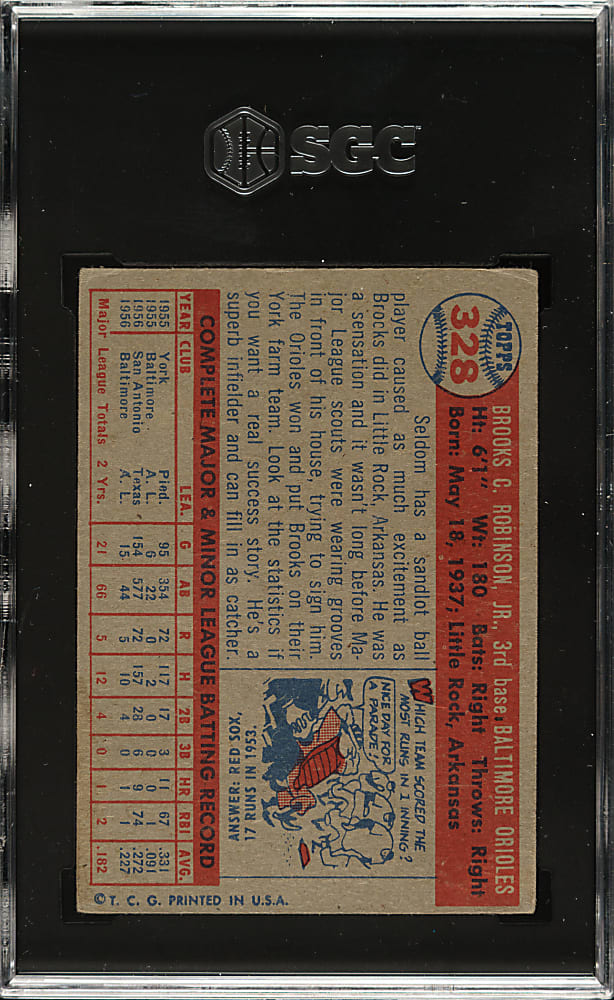 SGC
TOPPS
328
BROOKS C. ROBINSON, JR., 3rd base, BALTIMORE ORIOLES
Ht: 6'1" Wt: 180 Bats: Right Throws: Right
Born: May 18, 1937; Little Rock, Arkansas
Seldom has a sandlot ball
player caused as much excitement as
Brocks did in Little Rock, Arkansas. He was
a sensation and it wasn't long before Ma-
jor League scouts were wearing grooves
in front of his house, trying to sign him.
The Orioles won and put Brooks on their
York farm team. Look at the statistics if
you want a real success story. He's a
superb infielder and can fill in as catcher.
WHICH TEAM SCORED THE
MOST RUNS IN 1 INNING?
NICE DAY FOR
A PARADE
ANSWER: RED SOX,
17 RUNS IN 1953
COMPLETE MAJOR & MINOR LEAGUE BATTING RECORD
YEAR CLUB LEA. G AB R H 2B 3B HR RBI AVG.
1955 York Pied. 95 354 72 117 17 3 11 67 .331
1955 Baltimore A. L. 6 22 0 2 0 0 0 1 .091
1956 San Antonio Texas 154 577 72 157 28 6 9 74 .272
1956 Baltimore A. L. 15 44 5 10 4 0 1 1 .227
Major League Totals 2 Yrs. 21 66 5 12 4 0 1 2 .182
© T. C. G. PRINTED IN U.S.A.